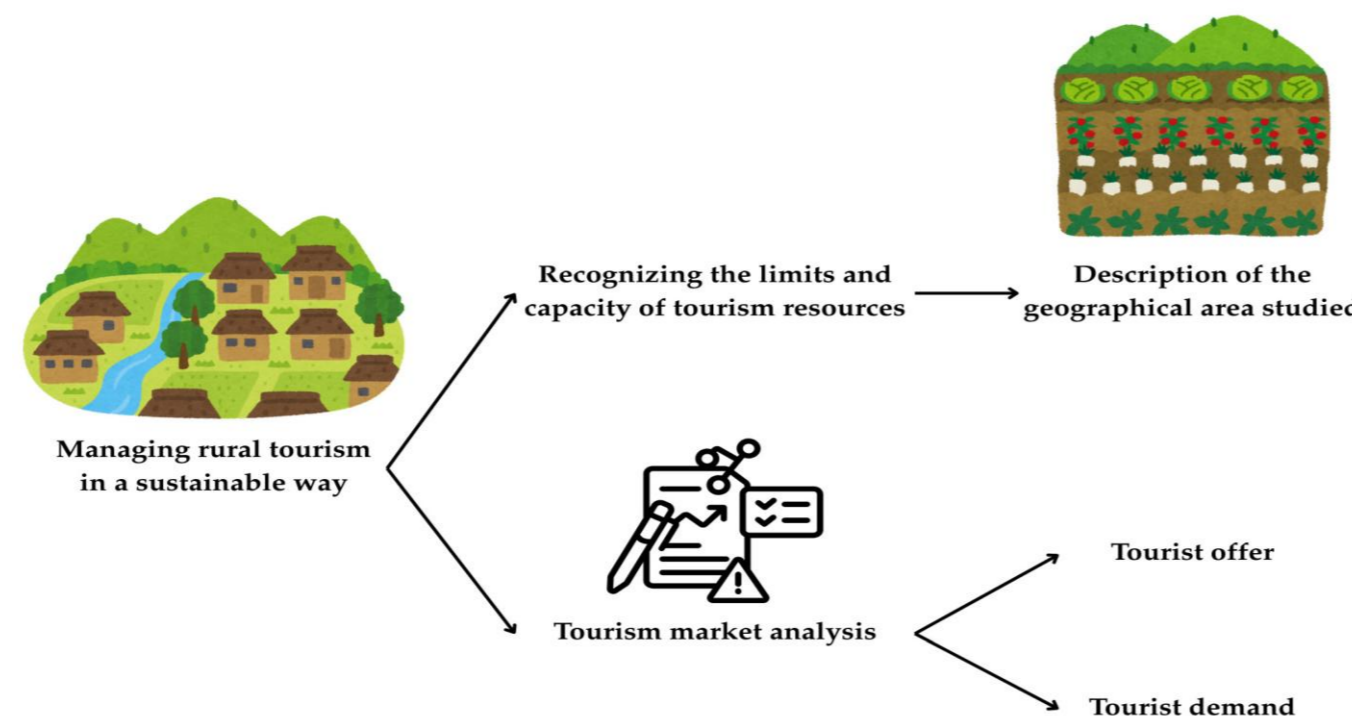 Recognizing the limits and
capacity of tourism resources
Description of the
geographical area studied
Managing rural tourism
in a sustainable way
Tourist offer
Tourism market analysis
Tourist demand